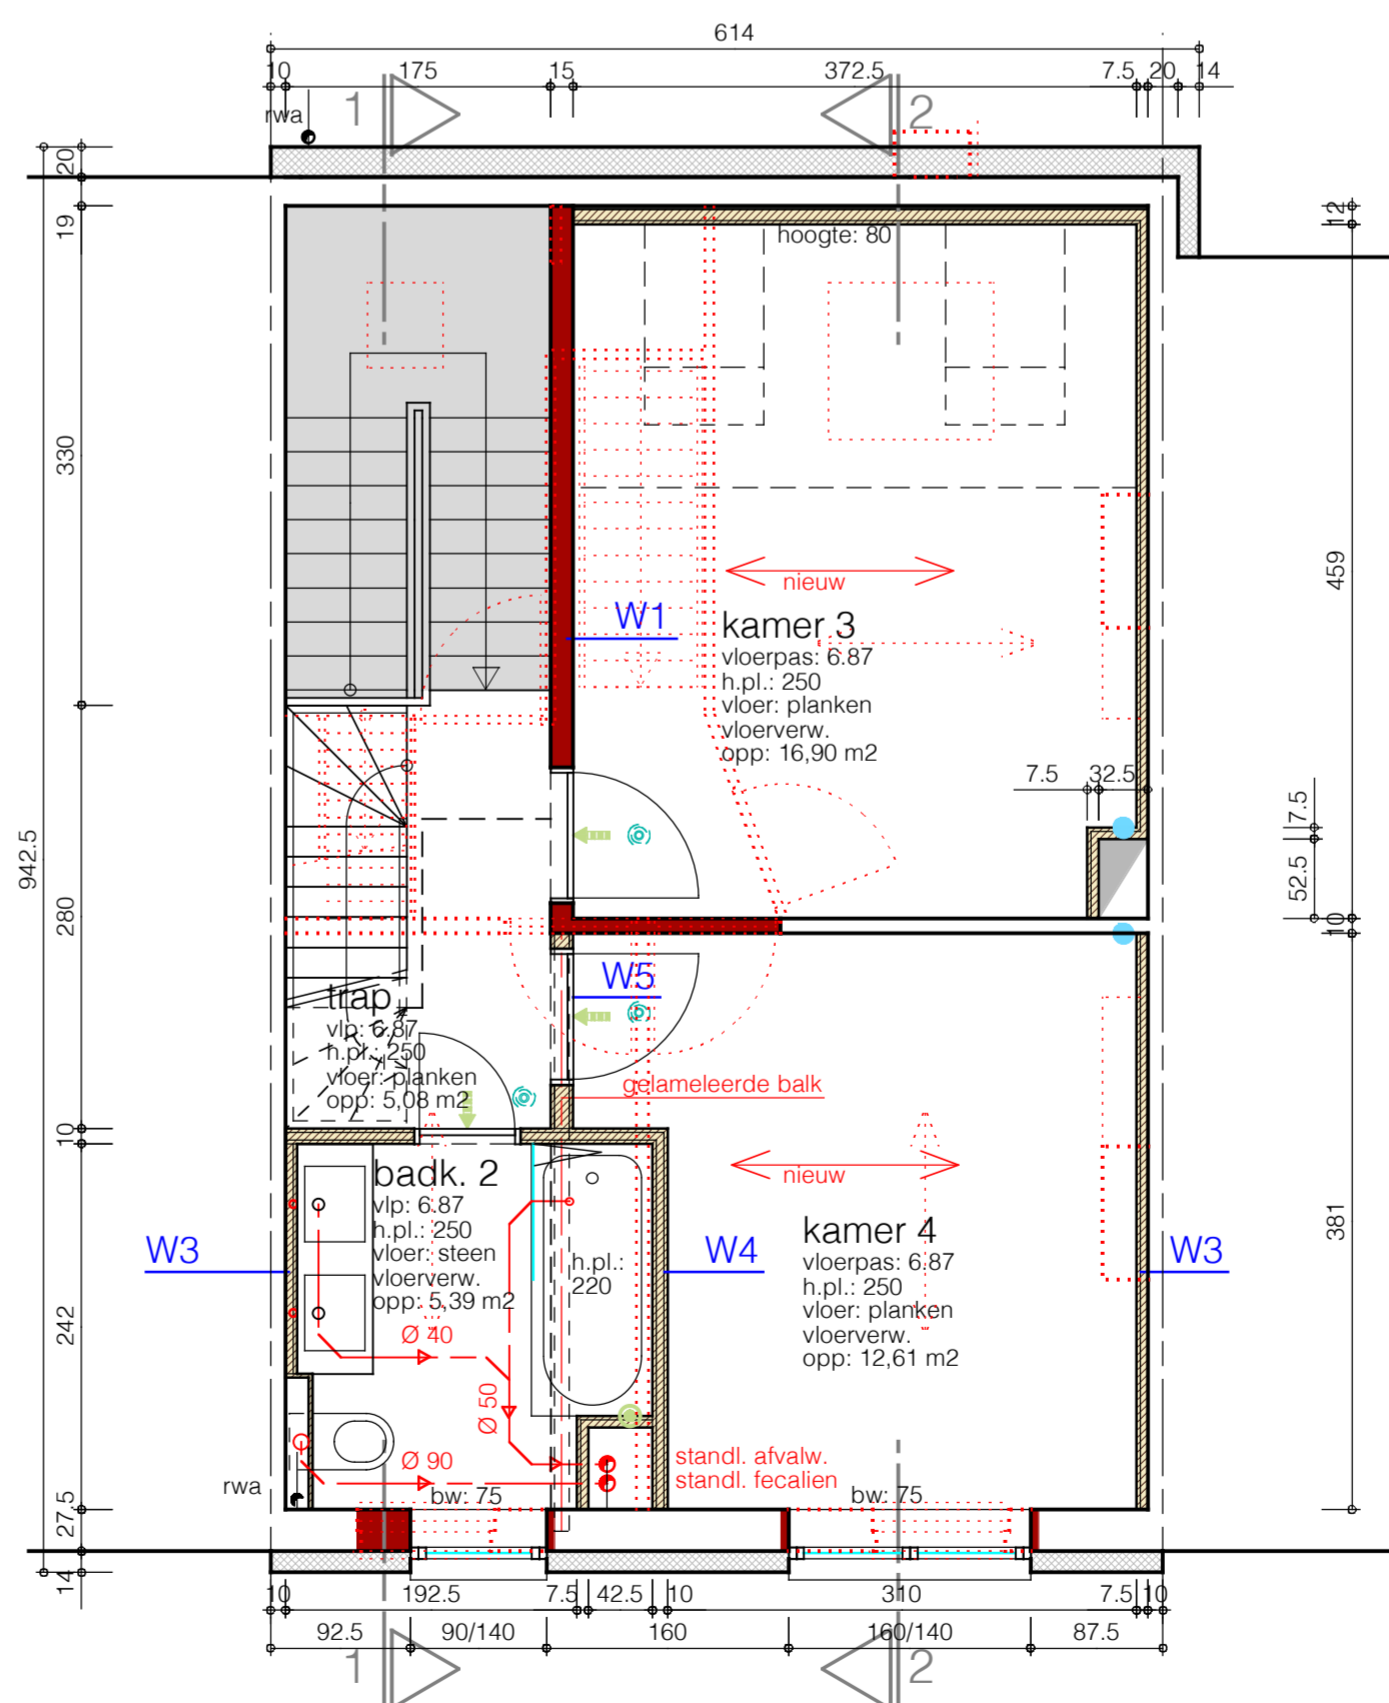 614
10 175 15 372.5 7.5 20 14
rwa
1
2
20
19
330
280
10
242
27.5
14
942.5
hoogte: 80
12
459
nieuw
W1
kamer 3
vloerpas: 6.87
h.pl.: 250
vloer: planken
vloerverw.
opp: 16,90 m2
7.5 32.5
7.5
52.5
10
381
W5
trap
vlp: 6.87
h.pl.: 250
vloer: planken
opp: 5,08 m2
gelameleerde balk
nieuw
badk. 2
vlp: 6.87
h.pl.: 250
vloer: steen
vloerverw.
opp: 5,39 m2
h.pl.:
220
W3
W4
W3
kamer 4
vloerpas: 6.87
h.pl.: 250
vloer: planken
vloerverw.
opp: 12,61 m2
Ø 40
Ø 50
Ø 90
standl. afvalw.
standl. fecalien
rwa
bw: 75
bw: 75
10 192.5 7.5 42.5 10 310 7.5 10
92.5 90/140 160 160/140 87.5
1
2